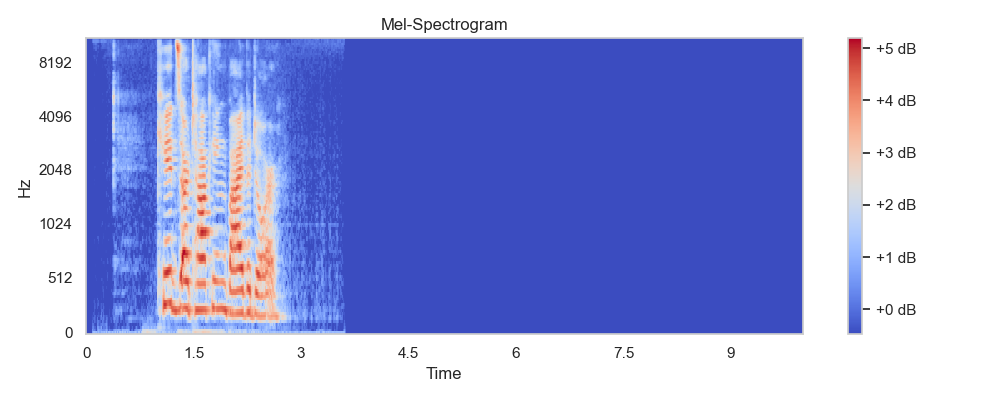 Mel-Spectrogram
8192
4096
2048
1024
512
0
Hz
0 1.5 3 4.5 6 7.5 9
Time
+5 dB
+4 dB
+3 dB
+2 dB
+1 dB
+0 dB